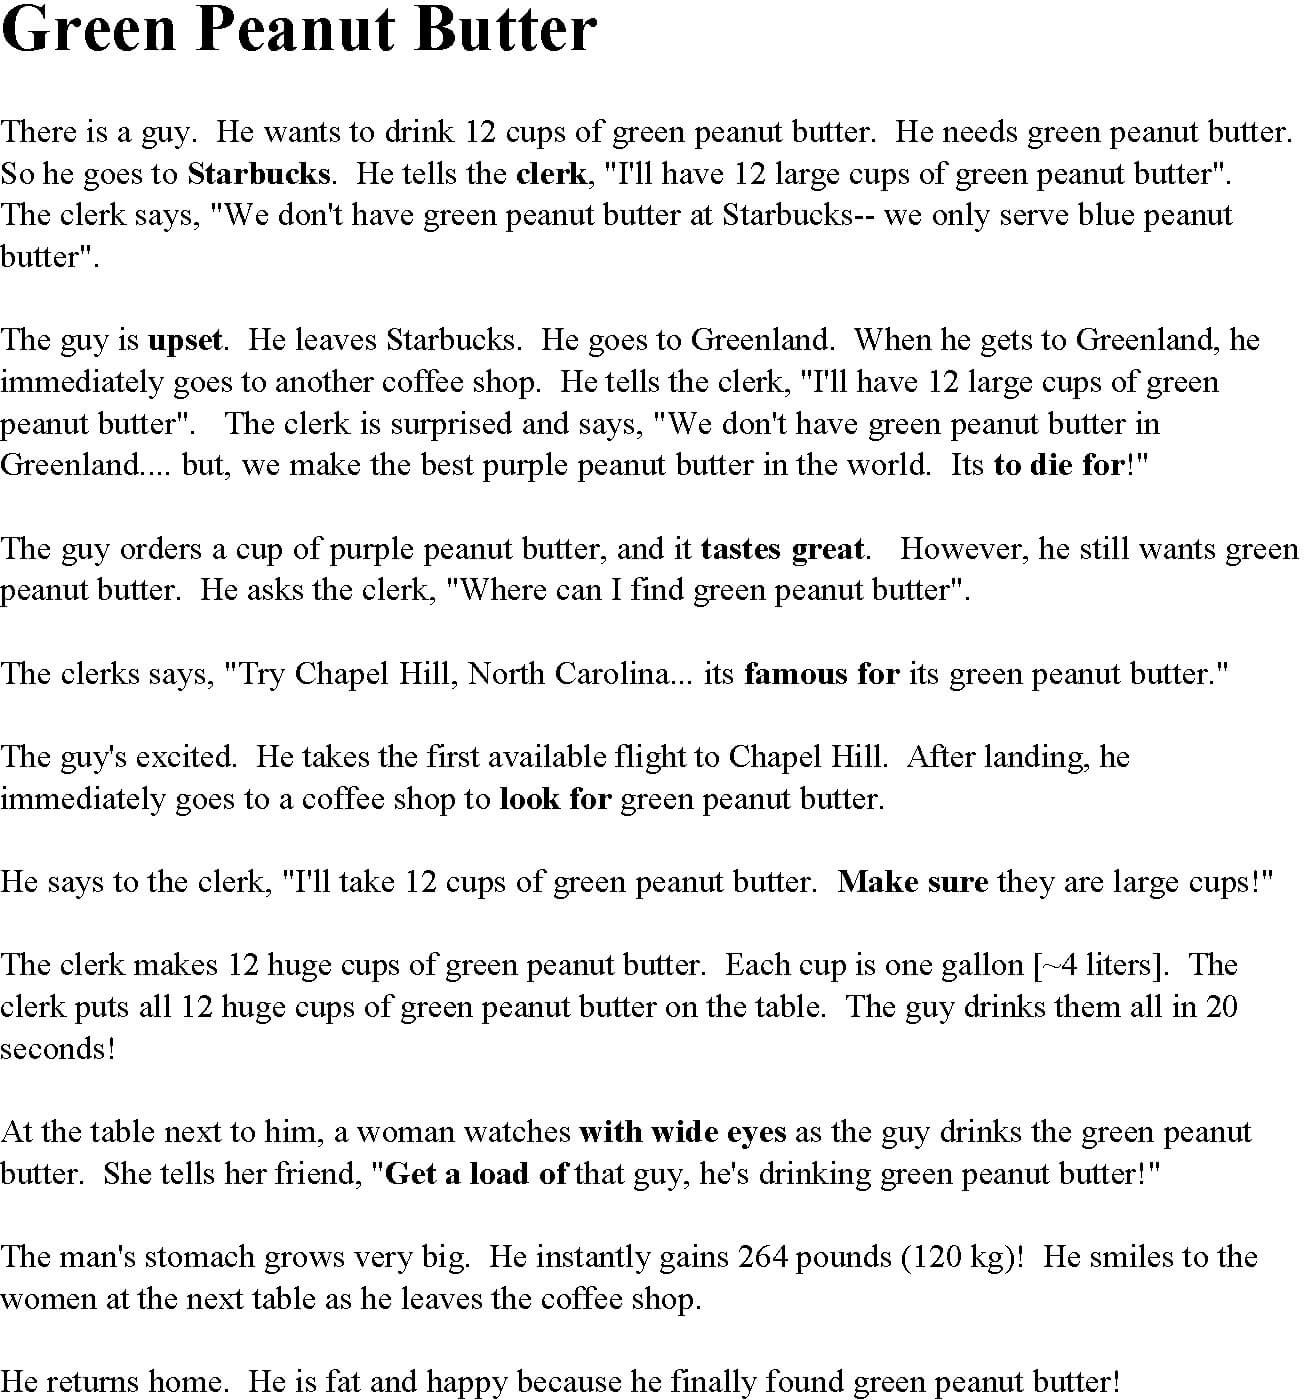 Green Peanut Butter
There is a guy.  He wants to drink 12 cups of green peanut butter.  He needs green peanut butter.
So he goes to Starbucks.  He tells the clerk, "I'll have 12 large cups of green peanut butter".
The clerk says, "We don't have green peanut butter at Starbucks-- we only serve blue peanut
butter".
The guy is upset.  He leaves Starbucks.  He goes to Greenland.  When he gets to Greenland, he
immediately goes to another coffee shop.  He tells the clerk, "I'll have 12 large cups of green
peanut butter".   The clerk is surprised and says, "We don't have green peanut butter in
Greenland.... but, we make the best purple peanut butter in the world.  Its to die for!"
The guy orders a cup of purple peanut butter, and it tastes great.   However, he still wants green
peanut butter.  He asks the clerk, "Where can I find green peanut butter".
The clerks says, "Try Chapel Hill, North Carolina... its famous for its green peanut butter."
The guy's excited.  He takes the first available flight to Chapel Hill.  After landing, he
immediately goes to a coffee shop to look for green peanut butter.
He says to the clerk, "I'll take 12 cups of green peanut butter.  Make sure they are large cups!"
The clerk makes 12 huge cups of green peanut butter.  Each cup is one gallon [~4 liters].  The
clerk puts all 12 huge cups of green peanut butter on the table.  The guy drinks them all in 20
seconds!
At the table next to him, a woman watches with wide eyes as the guy drinks the green peanut
butter.  She tells her friend, "Get a load of that guy, he's drinking green peanut butter!"
The man's stomach grows very big.  He instantly gains 264 pounds (120 kg)!  He smiles to the
women at the next table as he leaves the coffee shop.
He returns home.  He is fat and happy because he finally found green peanut butter!